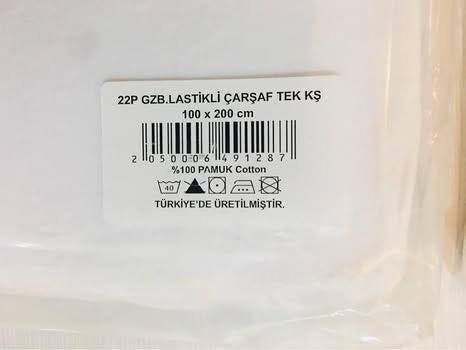 22P GZB.LASTİKLİ ÇARŞAF TEK KŞ
100 x 200 cm
2 050006 491287
%100 PAMUK Cotton
40
TÜRKİYE'DE ÜRETİLMİŞTİR.